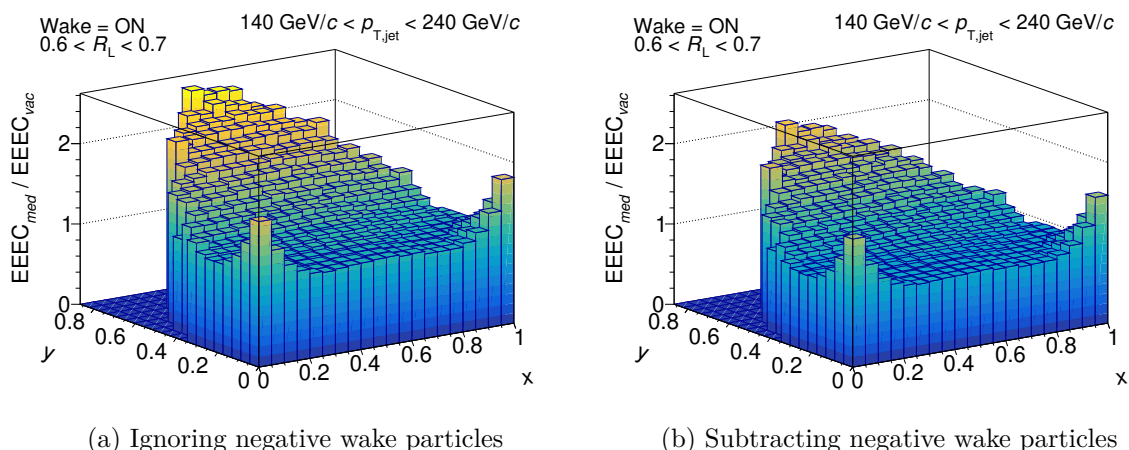 Wake = ON
0.6 < R_L < 0.7
140 GeV/c < p_T,jet < 240 GeV/c
EEEC_med / EEEC_vac
2
1
0
0.8
0.6
0.4
0.2
0
y
0
0.2
0.4
0.6
0.8
1
x
(a) Ignoring negative wake particles
Wake = ON
0.6 < R_L < 0.7
140 GeV/c < p_T,jet < 240 GeV/c
EEEC_med / EEEC_vac
2
1
0
0.8
0.6
0.4
0.2
0
y
0
0.2
0.4
0.6
0.8
1
x
(b) Subtracting negative wake particles